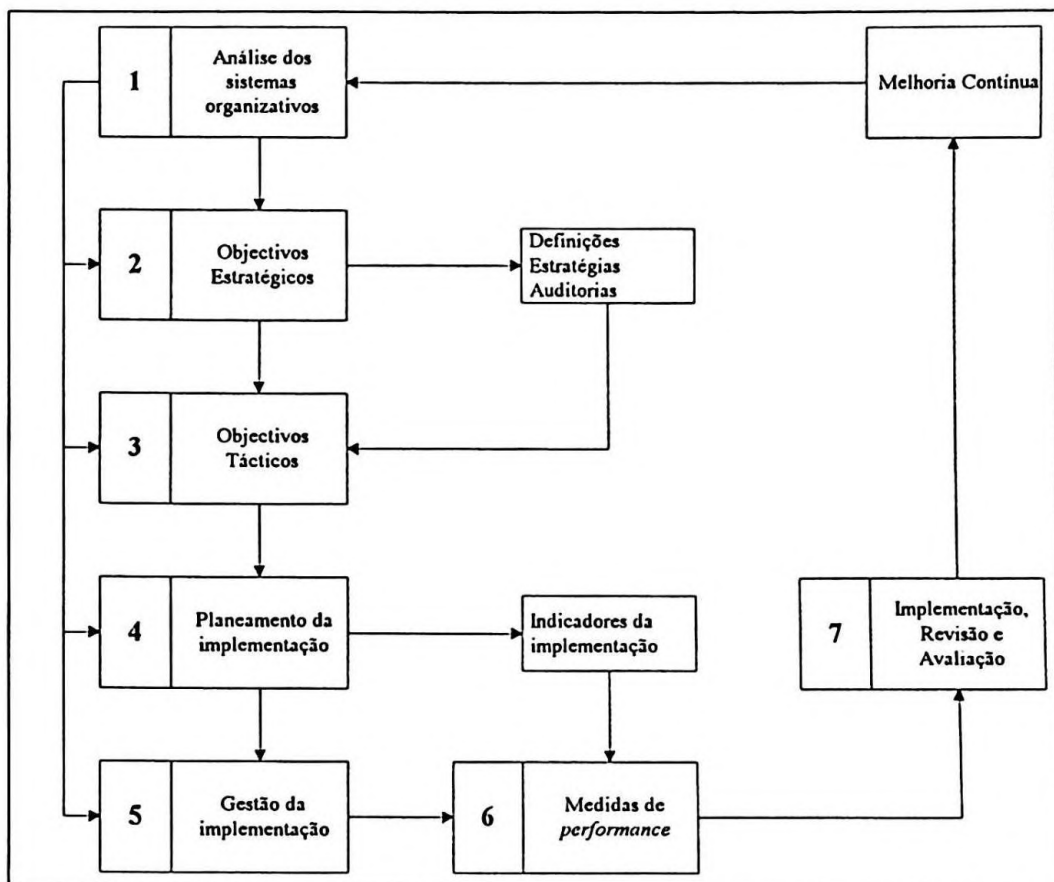 1
Análise dos
sistemas
organizativos
Melhoria Contínua
2
Objectivos
Estratégicos
Definições
Estratégias
Auditorias
3
Objectivos
Tácticos
4
Planeamento da
implementação
Indicadores da
implementação
7
Implementação,
Revisão e
Avaliação
5
Gestão da
implementação
6
Medidas de
performance